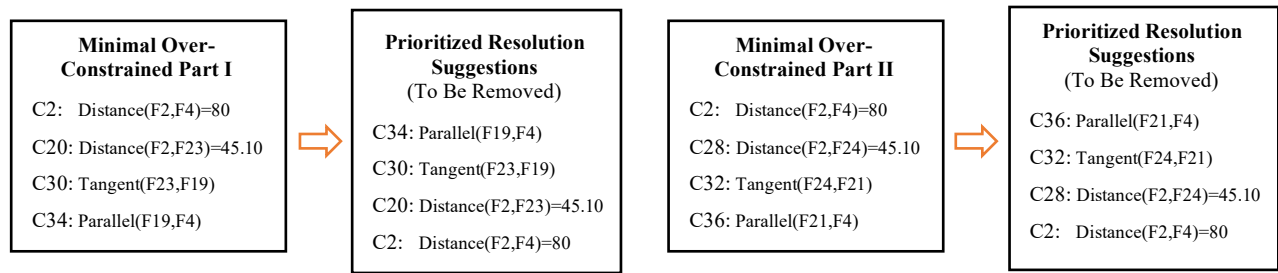 Minimal Over-
Constrained Part I
C2: Distance(F2,F4)=80
C20: Distance(F2,F23)=45.10
C30: Tangent(F23,F19)
C34: Parallel(F19,F4)
Prioritized Resolution
Suggestions
(To Be Removed)
C34: Parallel(F19,F4)
C30: Tangent(F23,F19)
C20: Distance(F2,F23)=45.10
C2: Distance(F2,F4)=80
Minimal Over-
Constrained Part II
C2: Distance(F2,F4)=80
C28: Distance(F2,F24)=45.10
C32: Tangent(F24,F21)
C36: Parallel(F21,F4)
Prioritized Resolution
Suggestions
(To Be Removed)
C36: Parallel(F21,F4)
C32: Tangent(F24,F21)
C28: Distance(F2,F24)=45.10
C2: Distance(F2,F4)=80